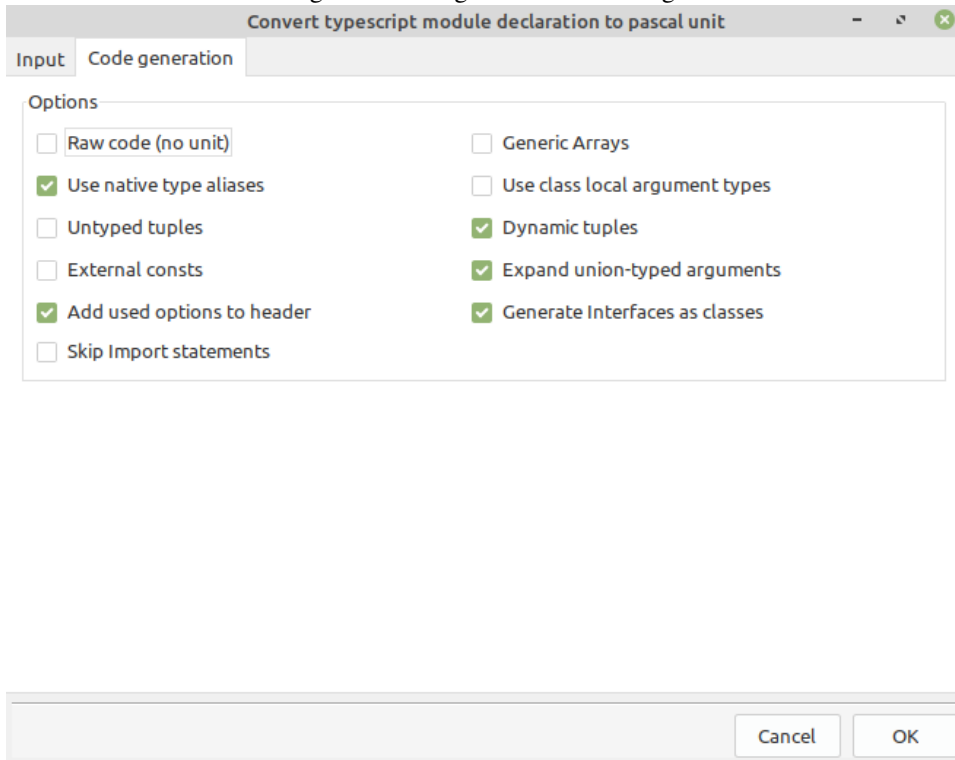 Convert typescript module declaration to pascal unit
Input Code generation
Options
Raw code (no unit) Generic Arrays
Use native type aliases Use class local argument types
Untyped tuples Dynamic tuples
External consts Expand union-typed arguments
Add used options to header Generate Interfaces as classes
Skip Import statements
Cancel OK